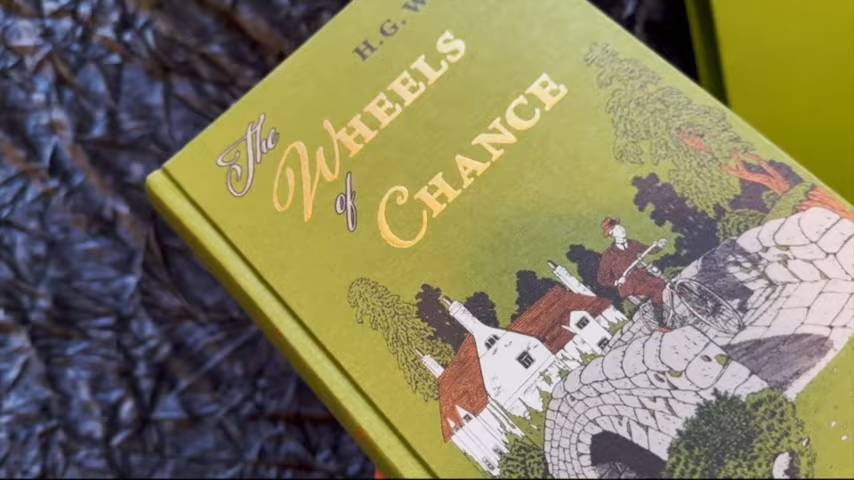 H.G. W
The
WHEELS
of
CHANCE